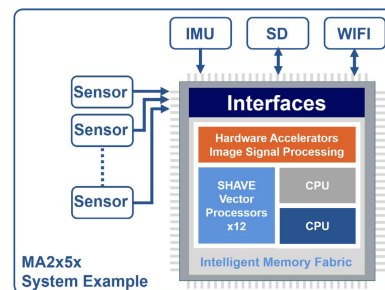 IMU
SD
WIFI
Sensor
Sensor
Sensor
Interfaces
Hardware Accelerators
Image Signal Processing
SHAVE
Vector
Processors
x12
CPU
CPU
Intelligent Memory Fabric
MA2x5x
System Example